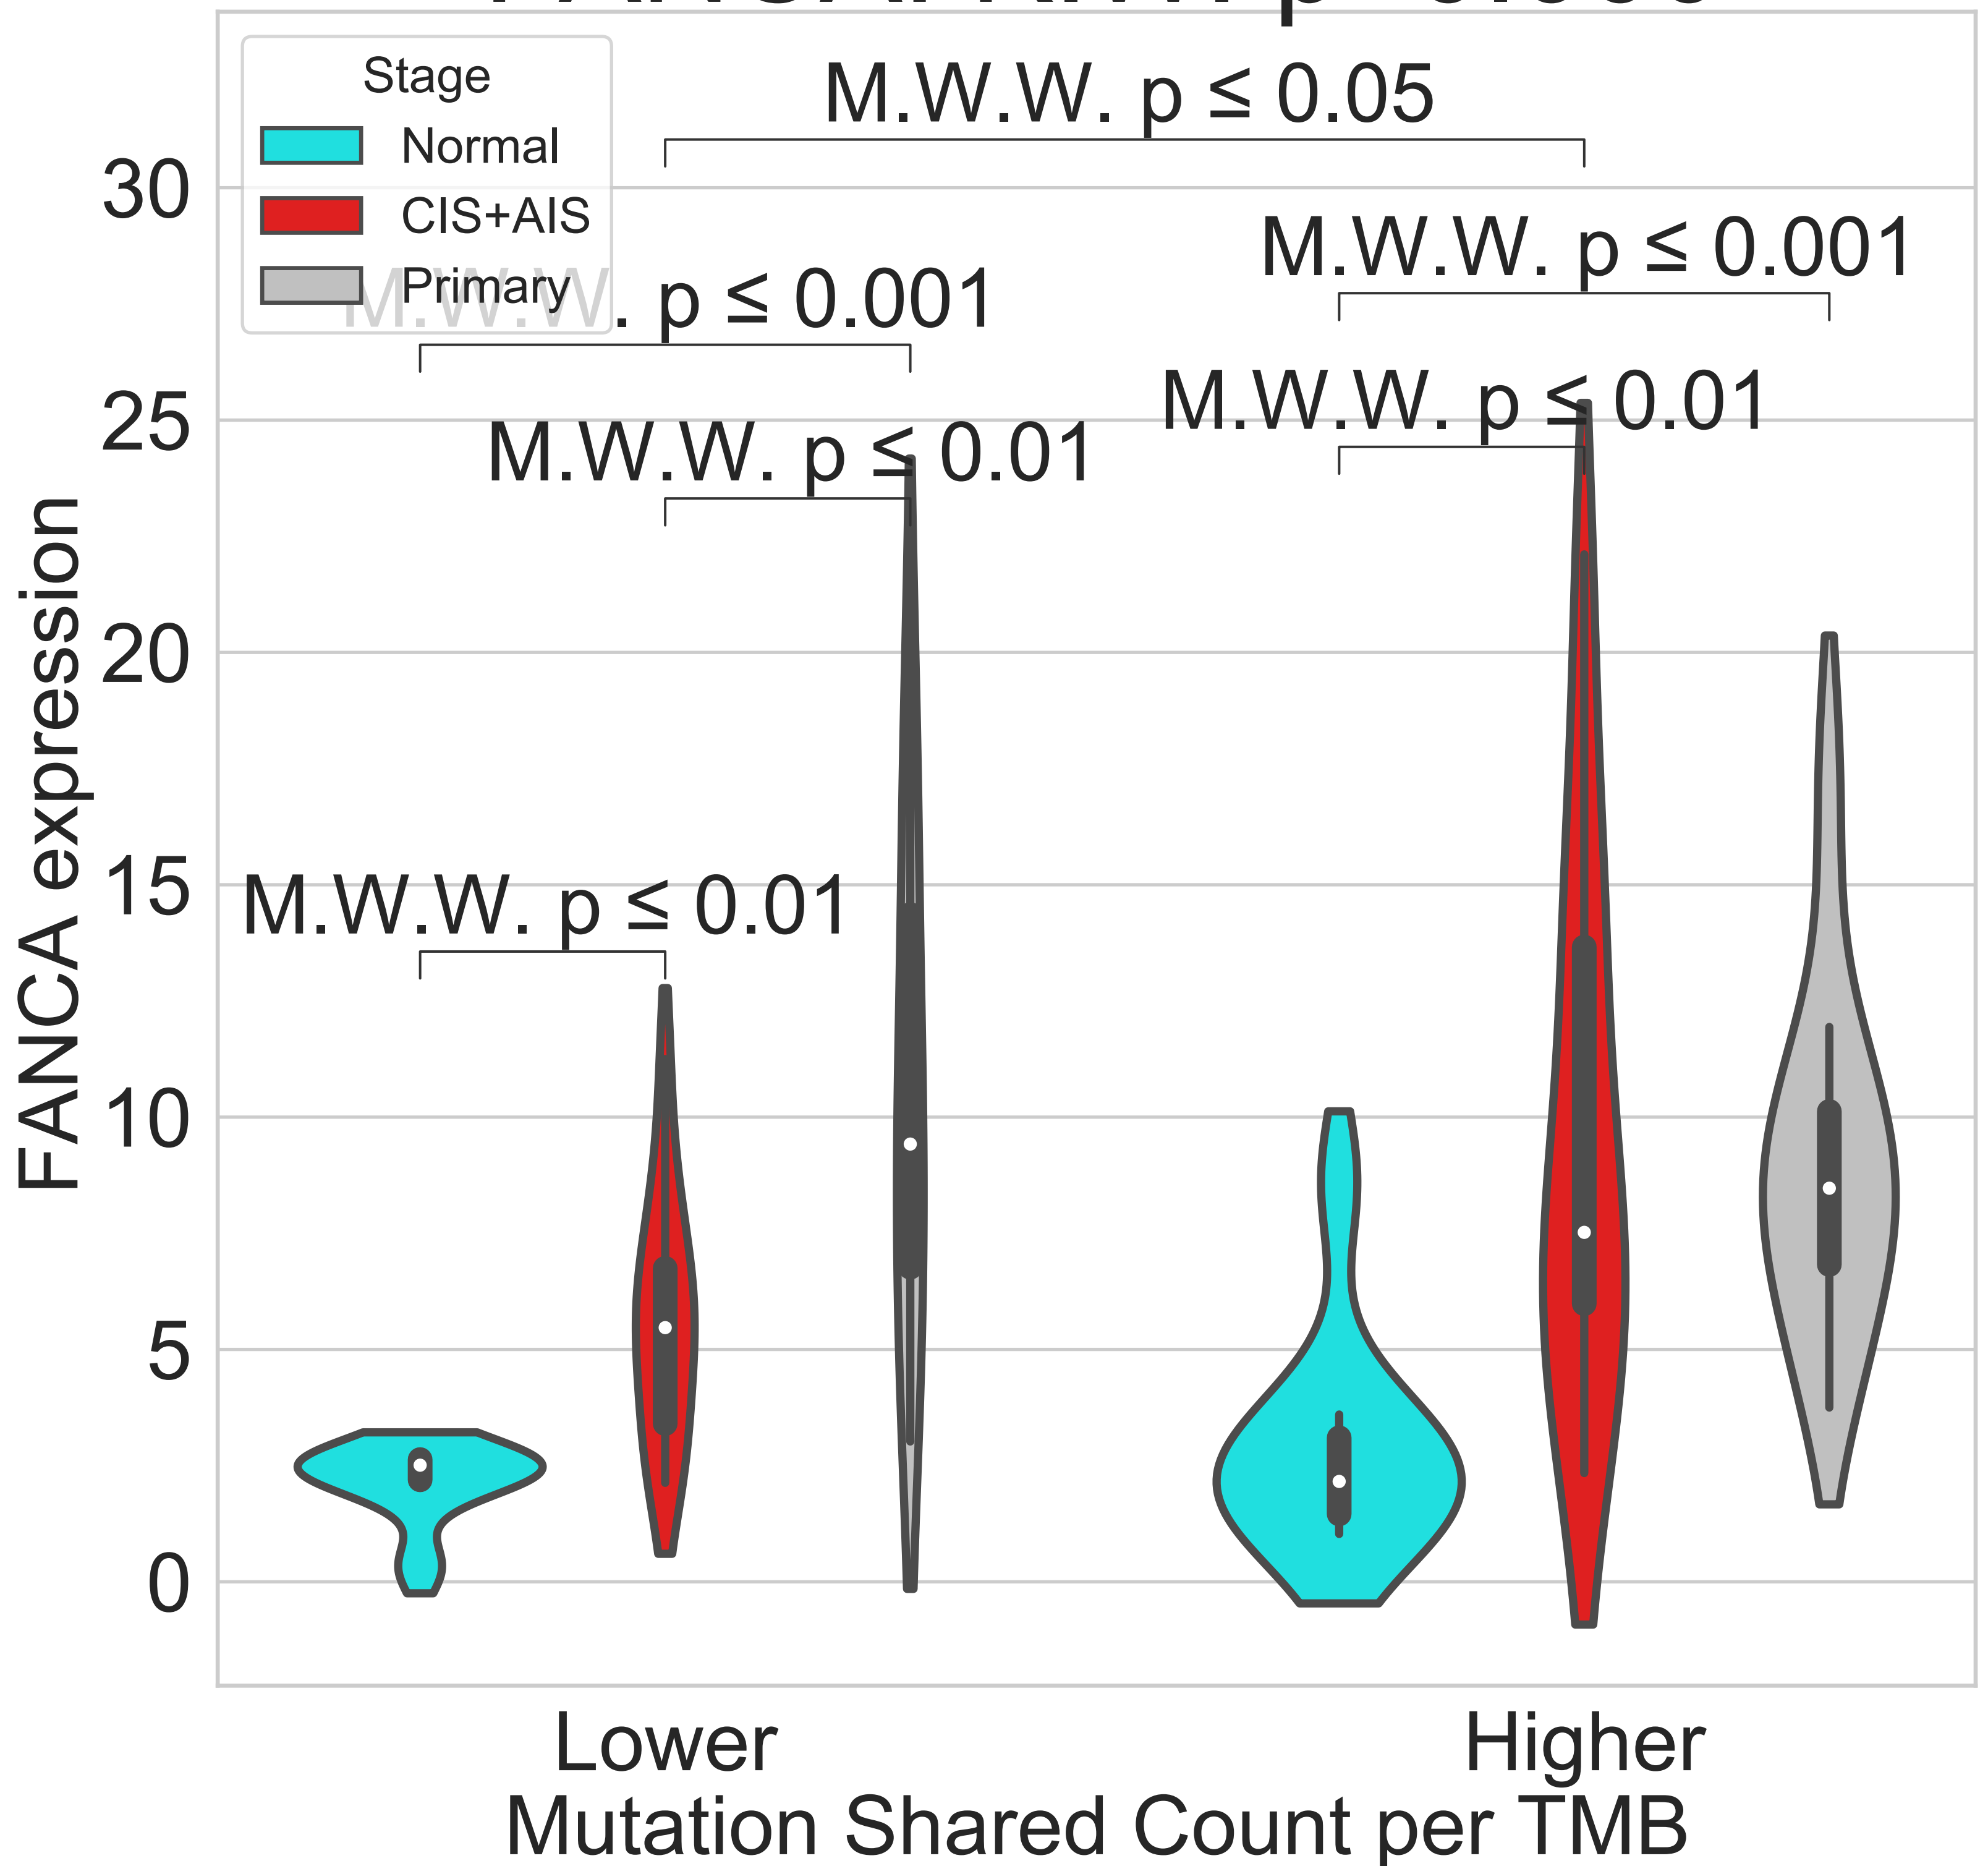 Stage
Normal
CIS+AIS
Primary
M.W.W. p ≤ 0.05
M.W.W. p ≤ 0.001
M.W.W. p ≤ 0.001
M.W.W. p ≤ 0.01
M.W.W. p ≤ 0.01
M.W.W. p ≤ 0.01
FANCA expression
30
25
20
15
10
5
0
Lower
Higher
Mutation Shared Count per TMB